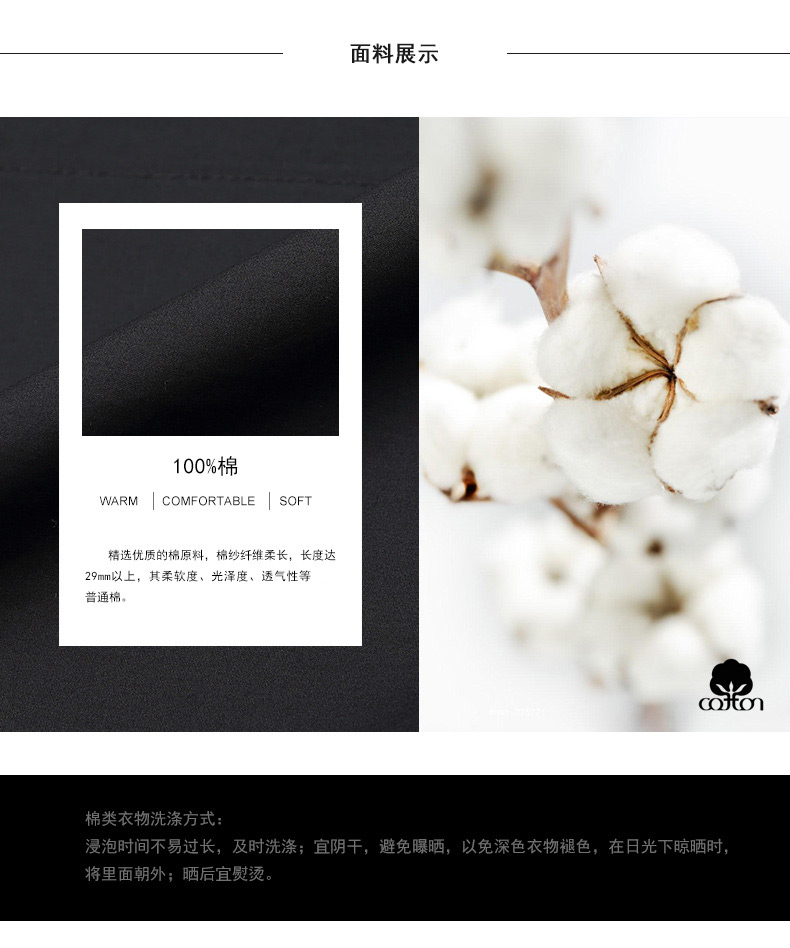 面料展示
100%棉
WARM | COMFORTABLE | SOFT
精选优质的棉原料，棉纱纤维柔长，长度达
29mm以上，其柔软度、光泽度、透气性等
普通棉。
cotton
棉类衣物洗涤方式：
浸泡时间不易过长，及时洗涤；宜阴干，避免曝晒，以免深色衣物褪色，在日光下晾晒时，
将里面朝外；晒后宜熨烫。